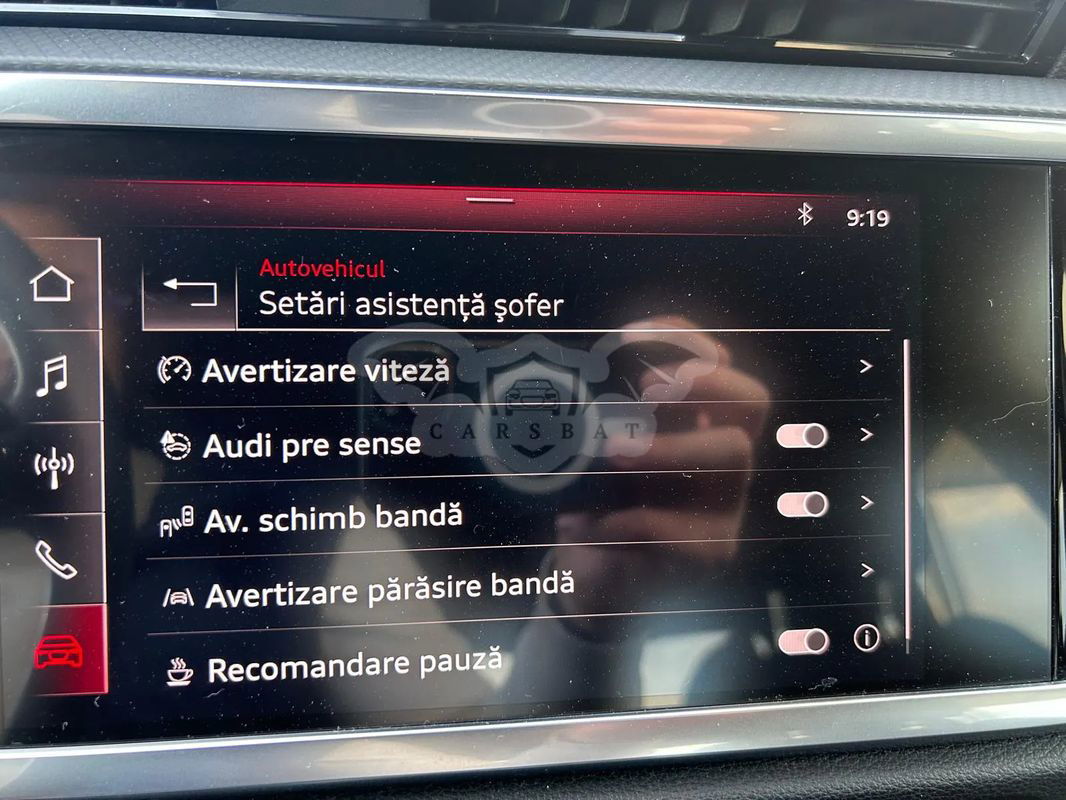 9:19
Autovehicul
Setări asistență șofer
Avertizare viteză
Audi pre sense
CARSBAT
Av. schimb bandă
Avertizare părăsire bandă
Recomandare pauză